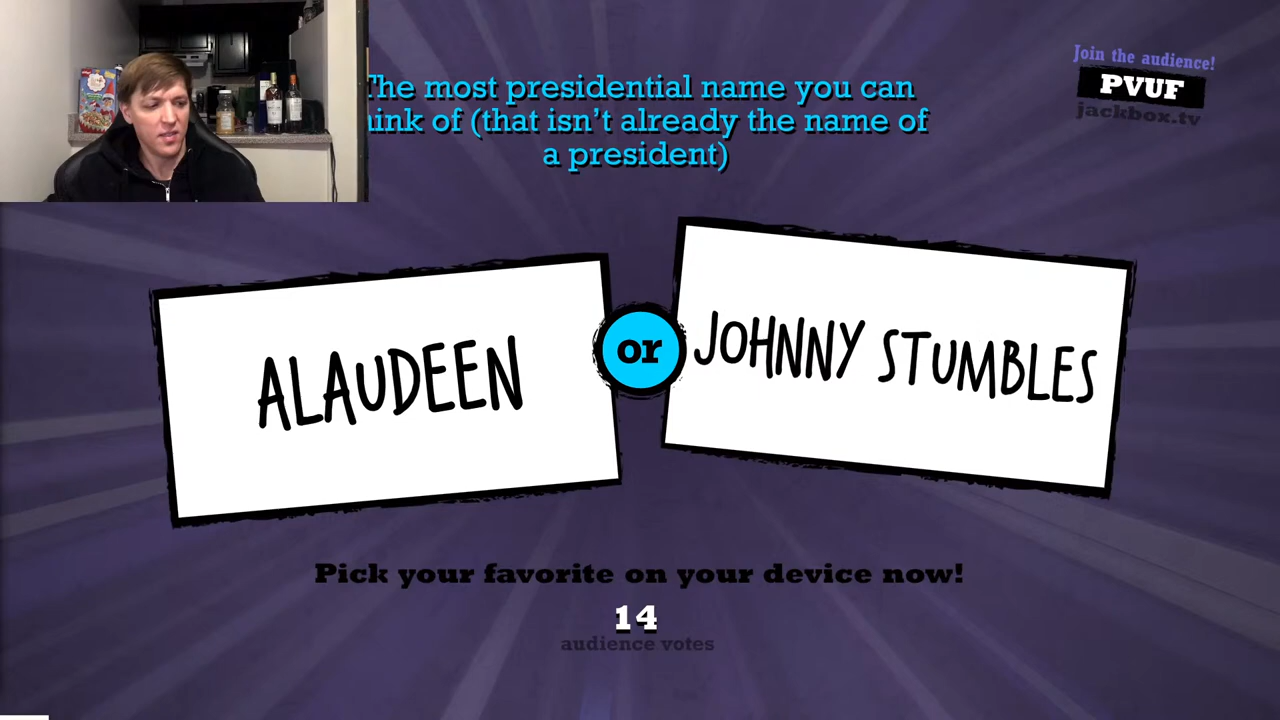 Join the audience!
PVUF
jackbox.tv
The most presidential name you can
hink of (that isn't already the name of
a president)
ALAUDEEN
or
JOHNNY STUMBLES
Pick your favorite on your device now!
14
audience votes